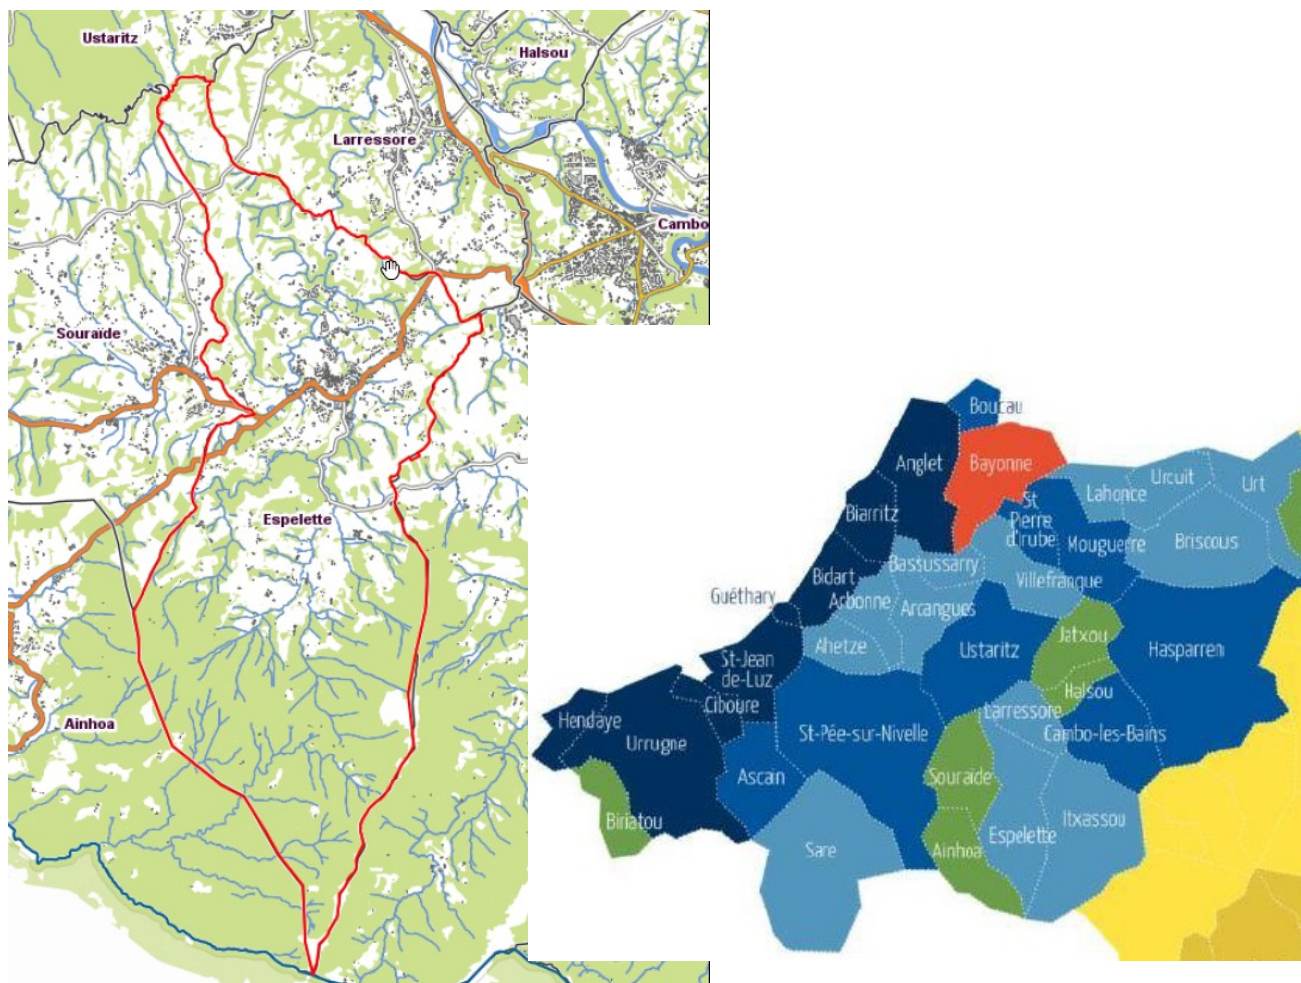 Ustaritz
Halsou
Larressore
Cambo
Souraïde
Espelette
Ainhoa
Boucau
Anglet
Bayonne
Urcuit
Urt
Lahonce
Biarritz
St
Pierre
d'Irube
Mouguerre
Briscous
Bassussarry
Bidart
Villefranque
Guéthary
Arbonne
Arcangues
Jatxou
Ahetze
Ustaritz
Hasparren
St-Jean
de-Luz
Halsou
Ciboure
Larressore
Hendaye
Urrugne
St-Pée-sur-Nivelle
Cambo-les-Bains
Ascain
Souraïde
Biriatou
Espelette
Itxassou
Sare
Ainhoa